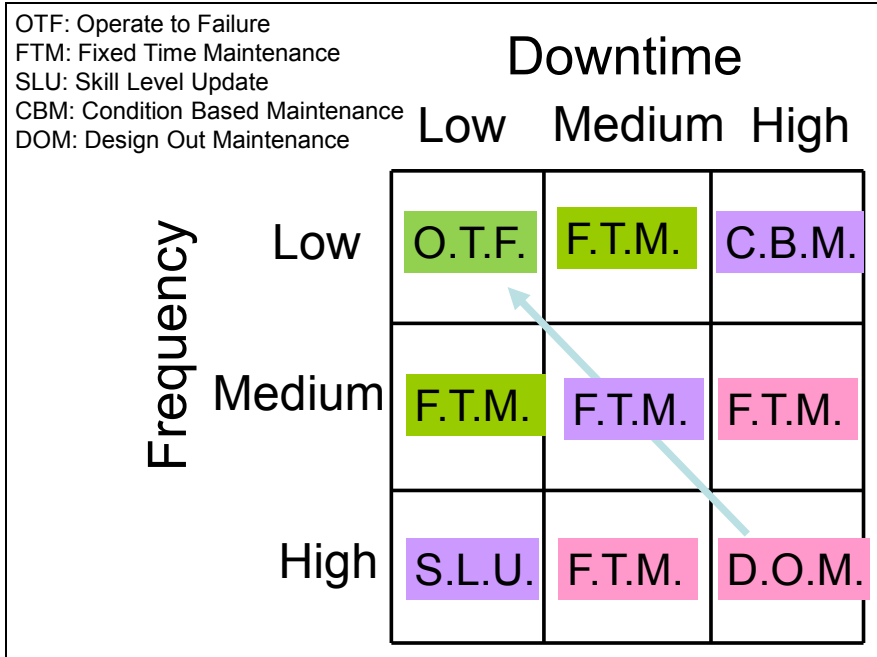 OTF: Operate to Failure
FTM: Fixed Time Maintenance
SLU: Skill Level Update
CBM: Condition Based Maintenance
DOM: Design Out Maintenance
Downtime
Low Medium High
Frequency
Low O.T.F. F.T.M. C.B.M.
Medium F.T.M. F.T.M. F.T.M.
High S.L.U. F.T.M. D.O.M.